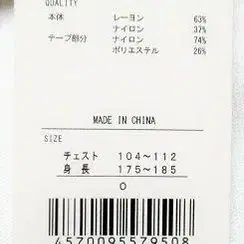 QUALITY
本体 レーヨン 63%
ナイロン 37%
テープ部分 ナイロン 74%
ポリエステル 26%
MADE IN CHINA
SIZE
チェスト 104～112
身長 175～185
O
4570095579508